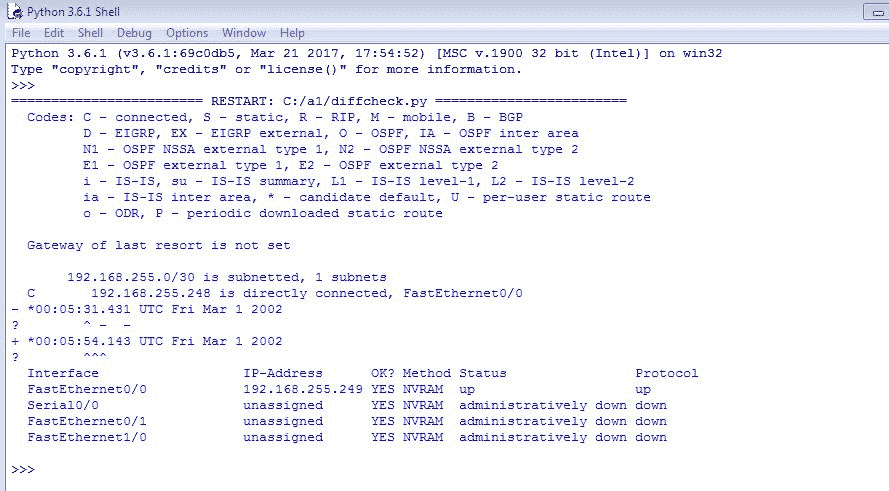 Python 3.6.1 Shell
File Edit Shell Debug Options Window Help
Python 3.6.1 (v3.6.1:69c0db5, Mar 21 2017, 17:54:52) [MSC v.1900 32 bit (Intel)] on win32
Type "copyright", "credits" or "license()" for more information.
>>>
======================== RESTART: C:/a1/diffcheck.py ========================
  Codes: C - connected, S - static, R - RIP, M - mobile, B - BGP
         D - EIGRP, EX - EIGRP external, O - OSPF, IA - OSPF inter area
         N1 - OSPF NSSA external type 1, N2 - OSPF NSSA external type 2
         E1 - OSPF external type 1, E2 - OSPF external type 2
         i - IS-IS, su - IS-IS summary, L1 - IS-IS level-1, L2 - IS-IS level-2
         ia - IS-IS inter area, * - candidate default, U - per-user static route
         o - ODR, P - periodic downloaded static route
  Gateway of last resort is not set
       192.168.255.0/30 is subnetted, 1 subnets
  C       192.168.255.248 is directly connected, FastEthernet0/0
- *00:05:31.431 UTC Fri Mar 1 2002
?        ^ -  -
+ *00:05:54.143 UTC Fri Mar 1 2002
?        ^^^
  Interface                  IP-Address      OK? Method Status                Protocol
  FastEthernet0/0            192.168.255.249 YES NVRAM  up                    up
  Serial0/0                  unassigned      YES NVRAM  administratively down down
  FastEthernet0/1            unassigned      YES NVRAM  administratively down down
  FastEthernet1/0            unassigned      YES NVRAM  administratively down down
>>>